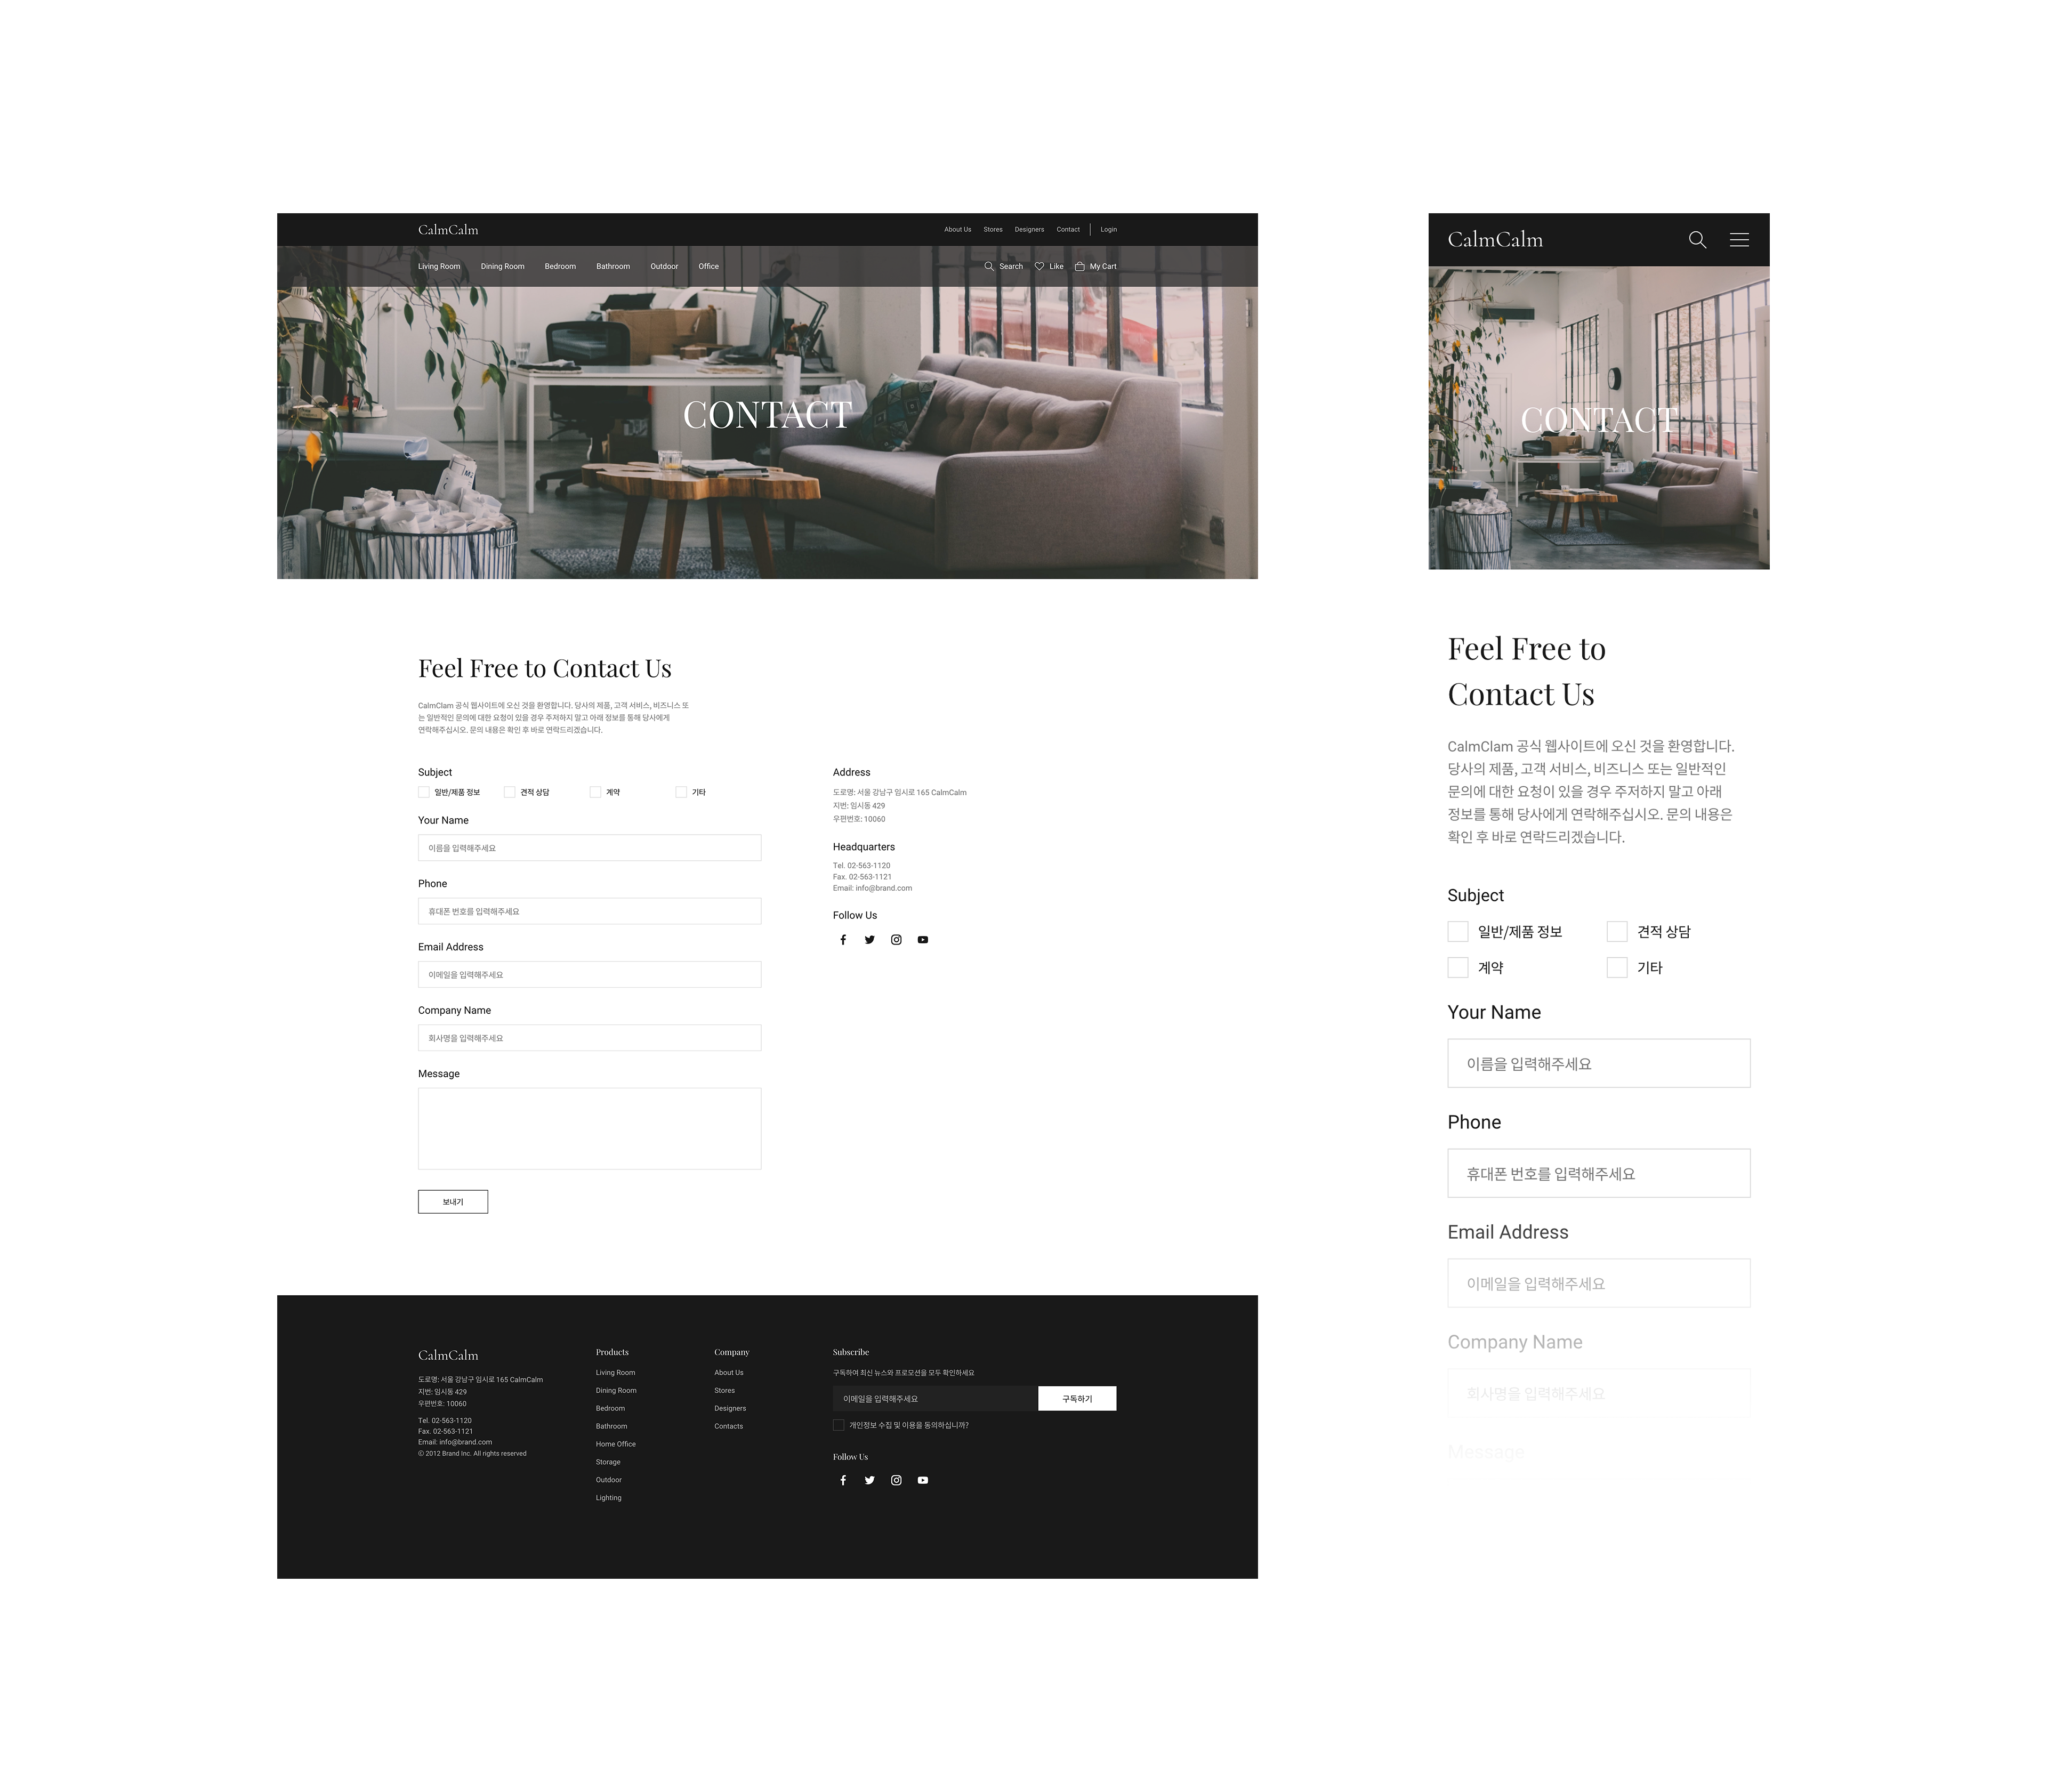 CalmCalm
About Us Stores Designers Contact Login
Living Room Dining Room Bedroom Bathroom Outdoor Office
Search Like My Cart
CONTACT
Feel Free to Contact Us
CalmClam 공식 웹사이트에 오신 것을 환영합니다. 당사의 제품, 고객 서비스, 비즈니스 또
는 일반적인 문의에 대한 요청이 있을 경우 주저하지 말고 아래 정보를 통해 당사에게
연락해주십시오. 문의 내용은 확인 후 바로 연락드리겠습니다.
Subject
일반/제품 정보 견적 상담 계약 기타
Your Name
이름을 입력해주세요
Phone
휴대폰 번호를 입력해주세요
Email Address
이메일을 입력해주세요
Company Name
회사명을 입력해주세요
Message
보내기
Address
도로명: 서울 강남구 임시로 165 CalmCalm
지번: 임시동 429
우편번호: 10060
Headquarters
Tel. 02-563-1120
Fax. 02-563-1121
Email: info@brand.com
Follow Us
CalmCalm
도로명: 서울 강남구 임시로 165 CalmCalm
지번: 임시동 429
우편번호: 10060
Tel. 02-563-1120
Fax. 02-563-1121
Email: info@brand.com
© 2012 Brand Inc. All rights reserved
Products
Living Room
Dining Room
Bedroom
Bathroom
Home Office
Storage
Outdoor
Lighting
Company
About Us
Stores
Designers
Contacts
Subscribe
구독하여 최신 뉴스와 프로모션을 모두 확인하세요
이메일을 입력해주세요 구독하기
개인정보 수집 및 이용을 동의하십니까?
Follow Us
CalmCalm
CONTACT
Feel Free to
Contact Us
CalmClam 공식 웹사이트에 오신 것을 환영합니다.
당사의 제품, 고객 서비스, 비즈니스 또는 일반적인
문의에 대한 요청이 있을 경우 주저하지 말고 아래
정보를 통해 당사에게 연락해주십시오. 문의 내용은
확인 후 바로 연락드리겠습니다.
Subject
일반/제품 정보 견적 상담
계약 기타
Your Name
이름을 입력해주세요
Phone
휴대폰 번호를 입력해주세요
Email Address
이메일을 입력해주세요
Company Name
회사명을 입력해주세요
Message